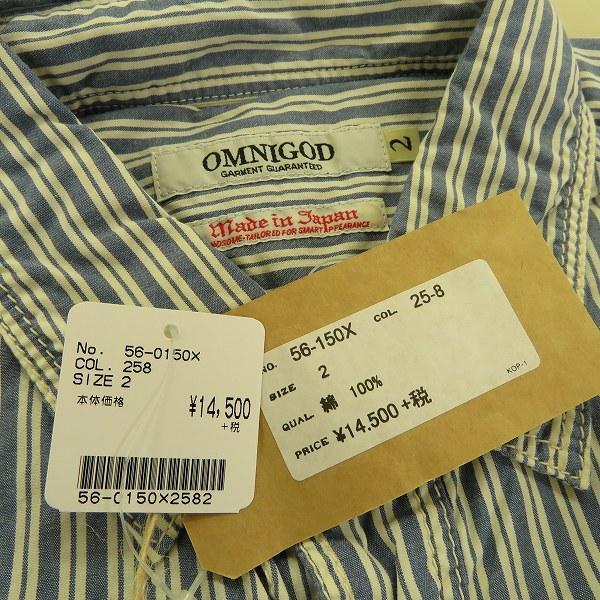 OMNIGOD
GARMENT GUARANTEED
2
Made in Japan
DSOME-TAILORED FOR SMART PPEARANCE
No. 56-0150X
COL. 258
SIZE 2
本体価格 ¥14,500
+税
56-0150X2582
NO. 56-150X COL 25-8
SIZE 2
QUAL 綿 100%
PRICE ¥14,500 +税
KOP-1